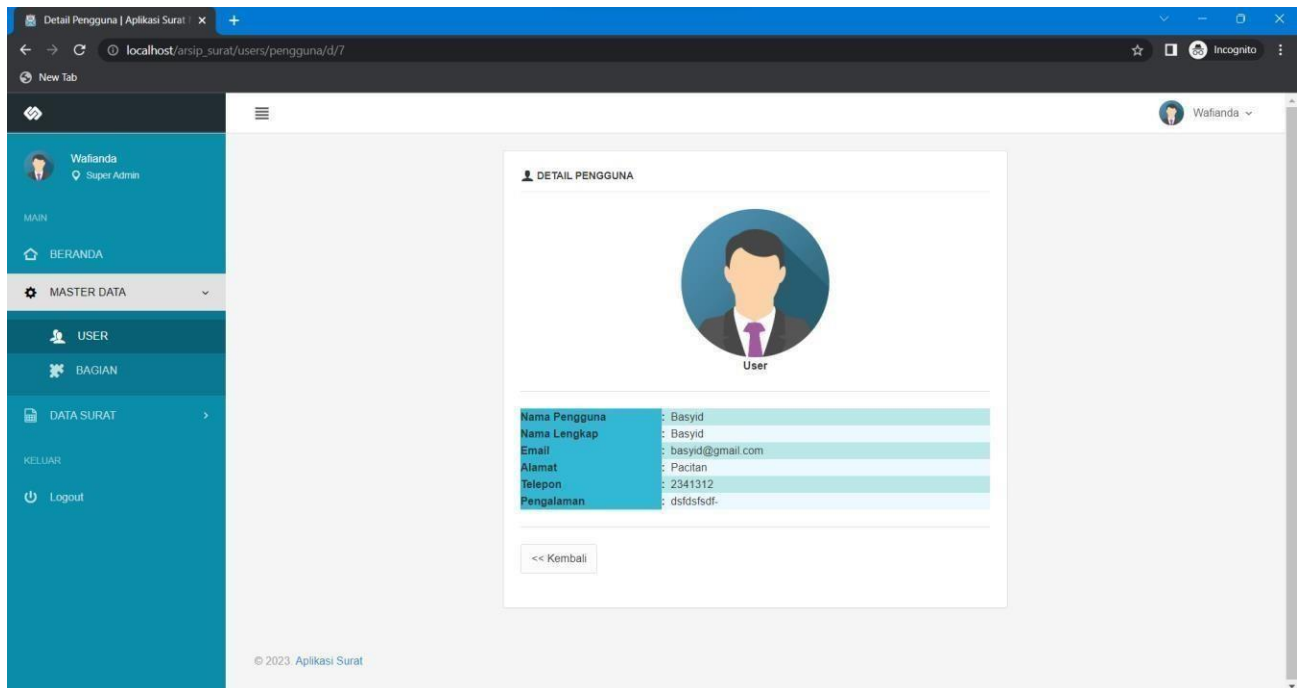 Detail Pengguna | Aplikasi Surat
localhost/arsip_surat/users/pengguna/d/7
Incognito
New Tab
Wafianda
Wafianda
Super Admin
MAIN
BERANDA
MASTER DATA
USER
BAGIAN
DATA SURAT
KELUAR
Logout
DETAIL PENGGUNA
User
Nama Pengguna : Basyid
Nama Lengkap : Basyid
Email : basyid@gmail.com
Alamat : Pacitan
Telepon : 2341312
Pengalaman : dsfdsfsdf-
<< Kembali
© 2023. Aplikasi Surat